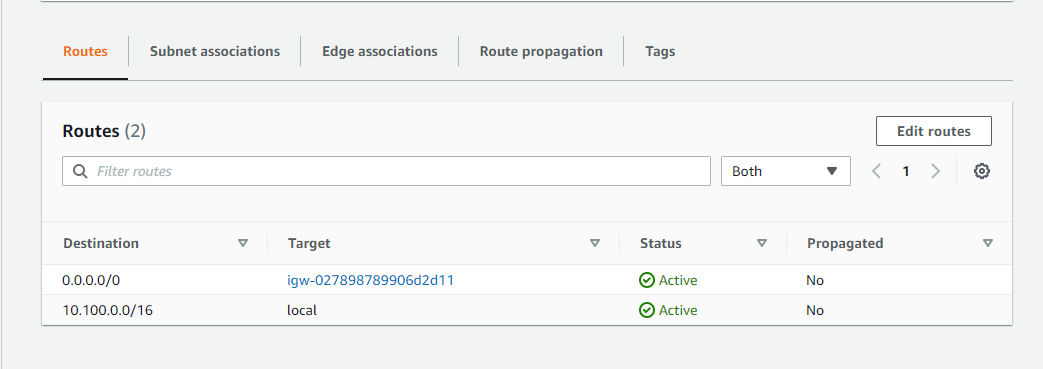 Routes Subnet associations Edge associations Route propagation Tags
Routes (2) Edit routes
Filter routes Both 1
Destination Target Status Propagated
0.0.0.0/0 igw-027898789906d2d11 Active No
10.100.0.0/16 local Active No